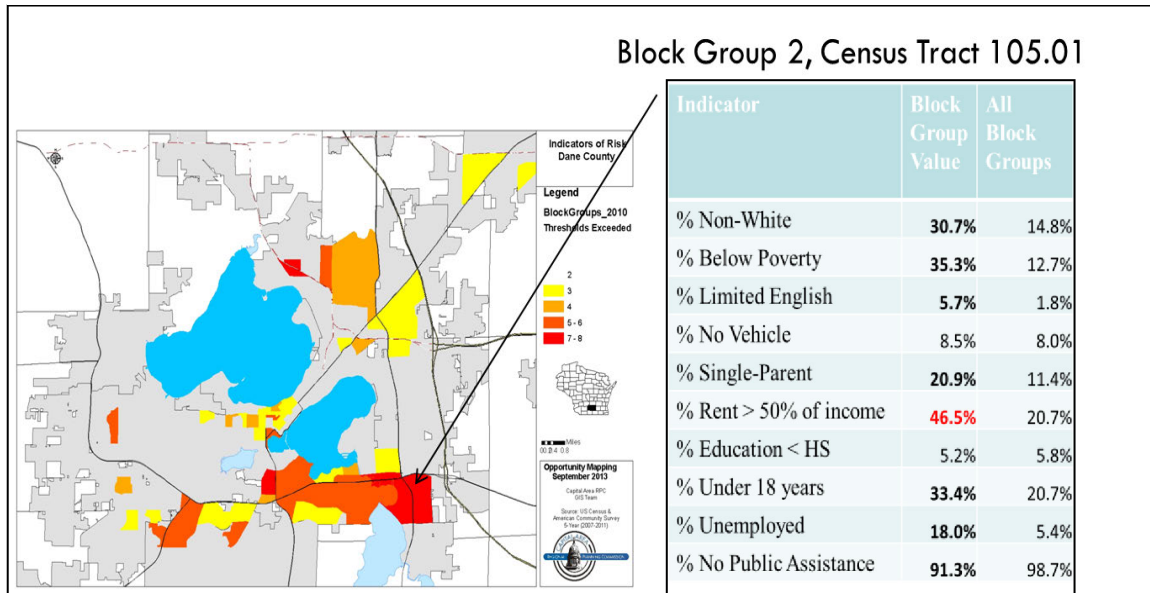 Block Group 2, Census Tract 105.01
Indicators of Risk
Dane County
Legend
BlockGroups_2010
Thresholds Exceeded
2
3
4
5 - 6
7 - 8
Miles
Opportunity Mapping
September 2013
Capital Area RPC
GIS Team
Source: US Census &
American Community Survey
5-Year (2007-2011)
CAPITAL AREA
REGIONAL PLANNING COMMISSION
Indicator Block Group Value All Block Groups
% Non-White 30.7% 14.8%
% Below Poverty 35.3% 12.7%
% Limited English 5.7% 1.8%
% No Vehicle 8.5% 8.0%
% Single-Parent 20.9% 11.4%
% Rent > 50% of income 46.5% 20.7%
% Education < HS 5.2% 5.8%
% Under 18 years 33.4% 20.7%
% Unemployed 18.0% 5.4%
% No Public Assistance 91.3% 98.7%